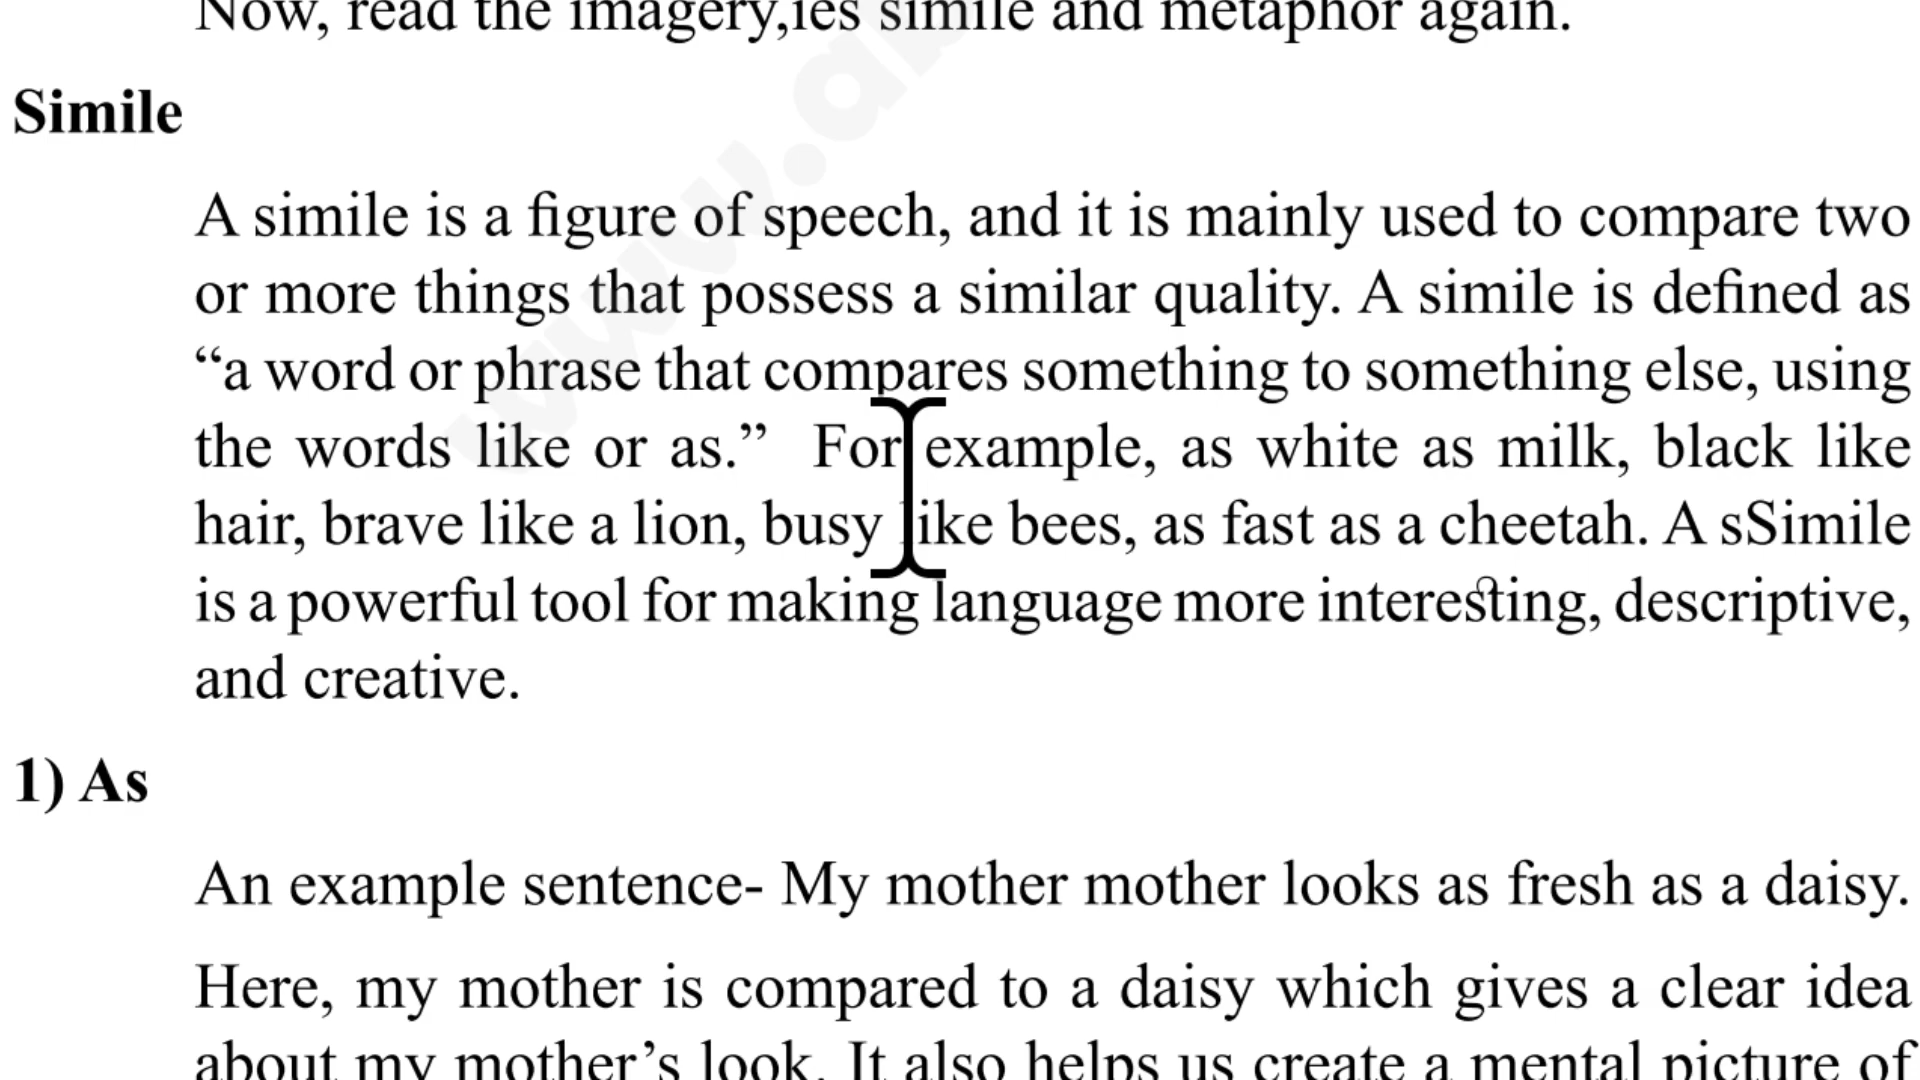 Now, read the imagery,ies simile and metaphor again.
Simile
A simile is a figure of speech, and it is mainly used to compare two
or more things that possess a similar quality. A simile is defined as
“a word or phrase that compares something to something else, using
the words like or as.” For example, as white as milk, black like
hair, brave like a lion, busy like bees, as fast as a cheetah. A sSimile
is a powerful tool for making language more interesting, descriptive,
and creative.
1) As
An example sentence- My mother mother looks as fresh as a daisy.
Here, my mother is compared to a daisy which gives a clear idea
about my mother’s look. It also helps us create a mental picture of